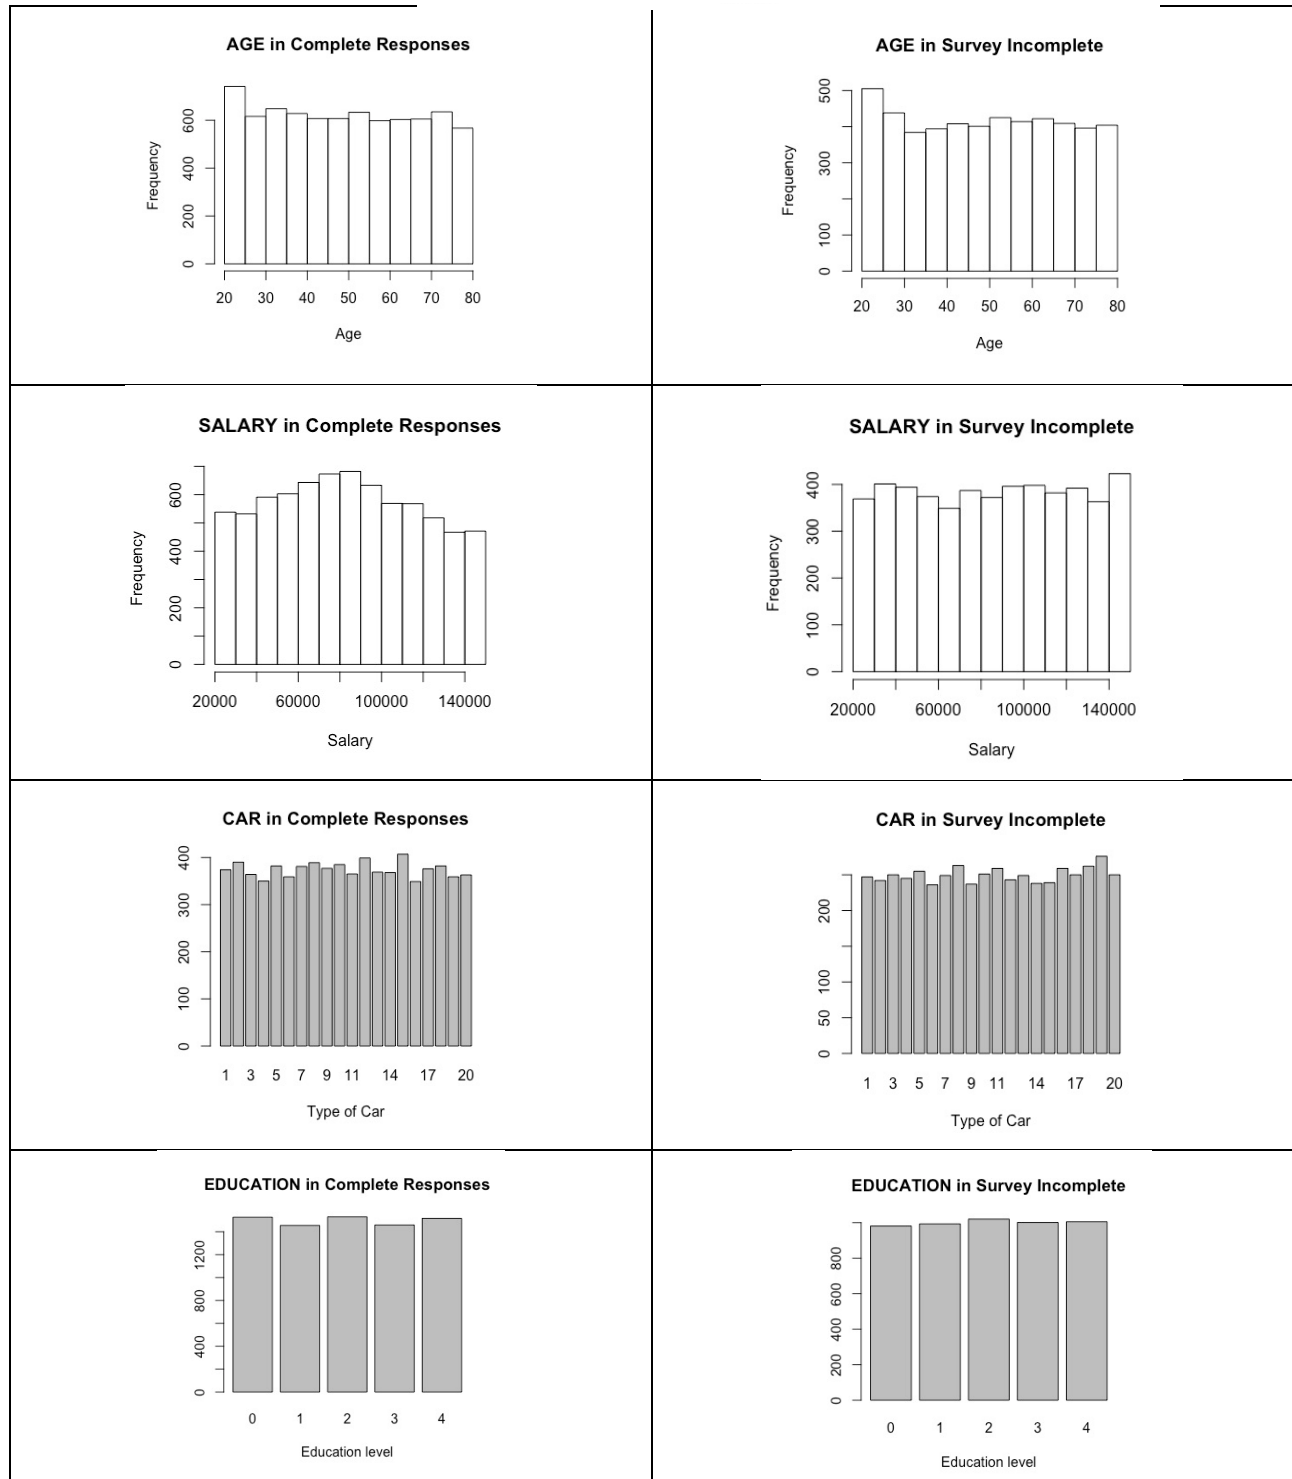 AGE in Complete Responses
Frequency
0 200 400 600
20 30 40 50 60 70 80
Age
AGE in Survey Incomplete
Frequency
0 100 300 500
20 30 40 50 60 70 80
Age
SALARY in Complete Responses
Frequency
0 200 400 600
20000 60000 100000 140000
Salary
SALARY in Survey Incomplete
Frequency
0 100 200 300 400
20000 60000 100000 140000
Salary
CAR in Complete Responses
0 100 200 300 400
1 3 5 7 9 11 14 17 20
Type of Car
CAR in Survey Incomplete
0 50 100 200
1 3 5 7 9 11 14 17 20
Type of Car
EDUCATION in Complete Responses
0 400 800 1200
0 1 2 3 4
Education level
EDUCATION in Survey Incomplete
0 200 400 600 800
0 1 2 3 4
Education level